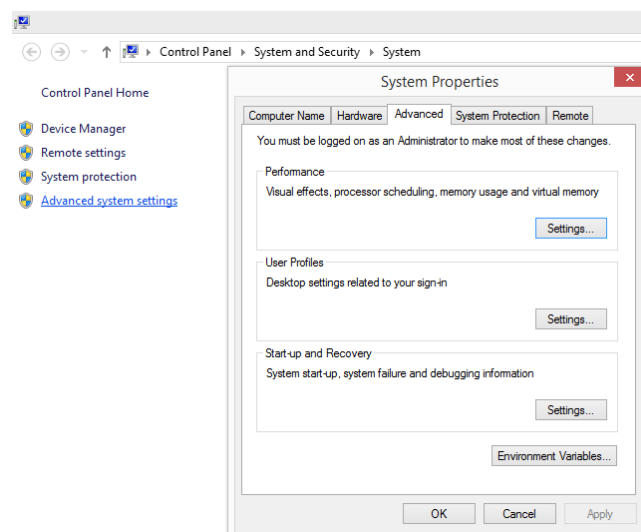 Control Panel ▸ System and Security ▸ System
Control Panel Home
Device Manager
Remote settings
System protection
Advanced system settings
System Properties
Computer Name Hardware Advanced System Protection Remote
You must be logged on as an Administrator to make most of these changes.
Performance
Visual effects, processor scheduling, memory usage and virtual memory
Settings...
User Profiles
Desktop settings related to your sign-in
Settings...
Start-up and Recovery
System start-up, system failure and debugging information
Settings...
Environment Variables...
OK Cancel Apply